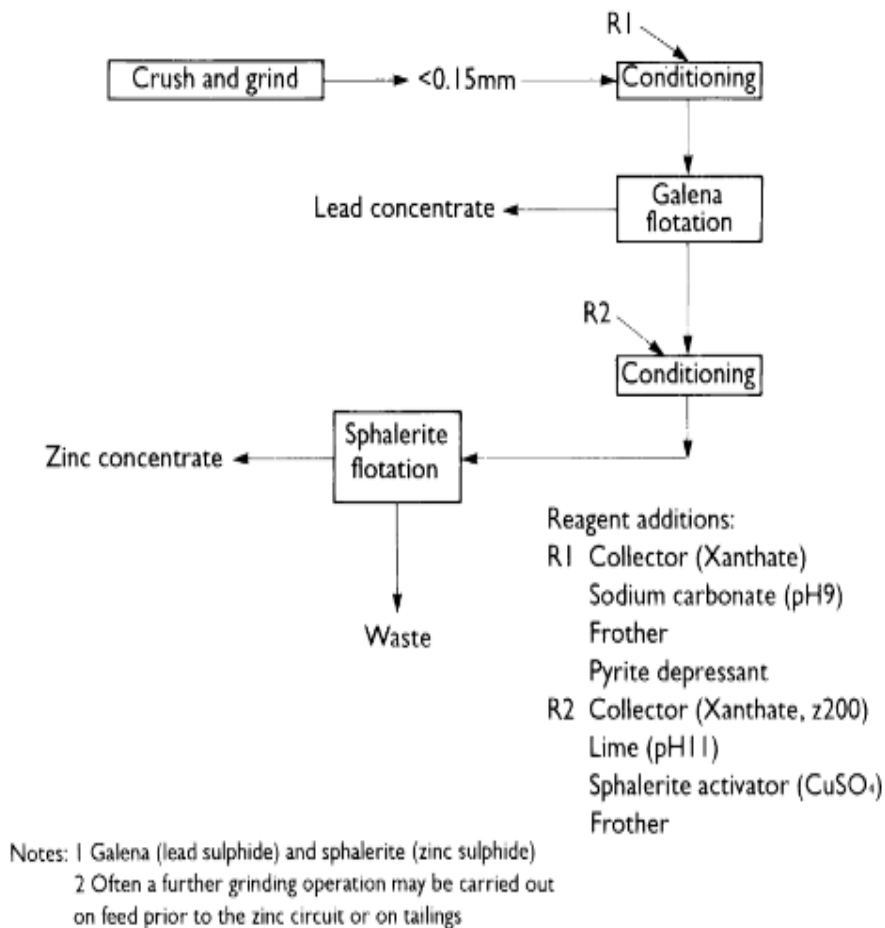 R1
Crush and grind
<0.15mm
Conditioning
Galena
flotation
Lead concentrate
R2
Conditioning
Sphalerite
flotation
Zinc concentrate
Waste
Reagent additions:
R1 Collector (Xanthate)
Sodium carbonate (pH9)
Frother
Pyrite depressant
R2 Collector (Xanthate, z200)
Lime (pH11)
Sphalerite activator (CuSO₄)
Frother
Notes: 1 Galena (lead sulphide) and sphalerite (zinc sulphide)
2 Often a further grinding operation may be carried out
on feed prior to the zinc circuit or on tailings